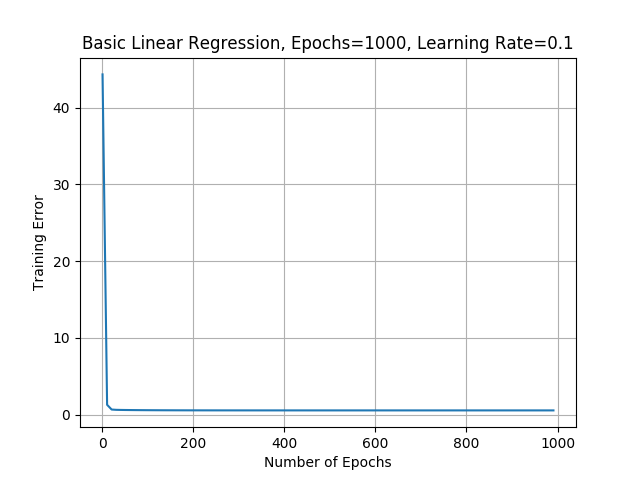 Basic Linear Regression, Epochs=1000, Learning Rate=0.1
40
30
20
10
0
Training Error
0 200 400 600 800 1000
Number of Epochs